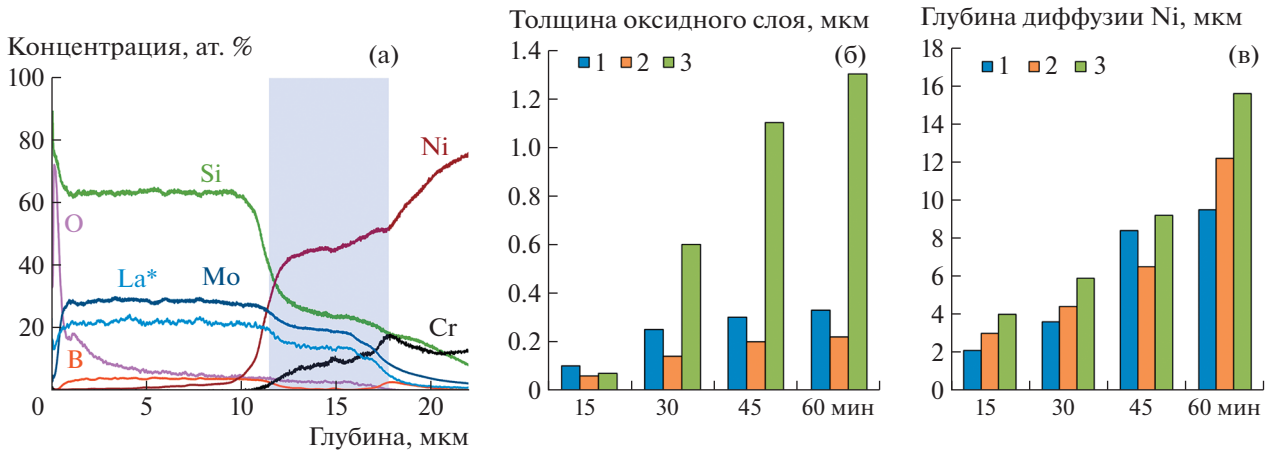 Концентрация, ат. %
(а)
100
80
60
40
20
0
Si
O
La*
Mo
B
Ni
Cr
5
10
15
20
Глубина, мкм
Толщина оксидного слоя, мкм
(б)
1.4
1.2
1.0
0.8
0.6
0.4
0.2
0
1 2 3
15 30 45 60 мин
Глубина диффузии Ni, мкм
(в)
18
16
14
12
10
8
6
4
2
0
1 2 3
15 30 45 60 мин